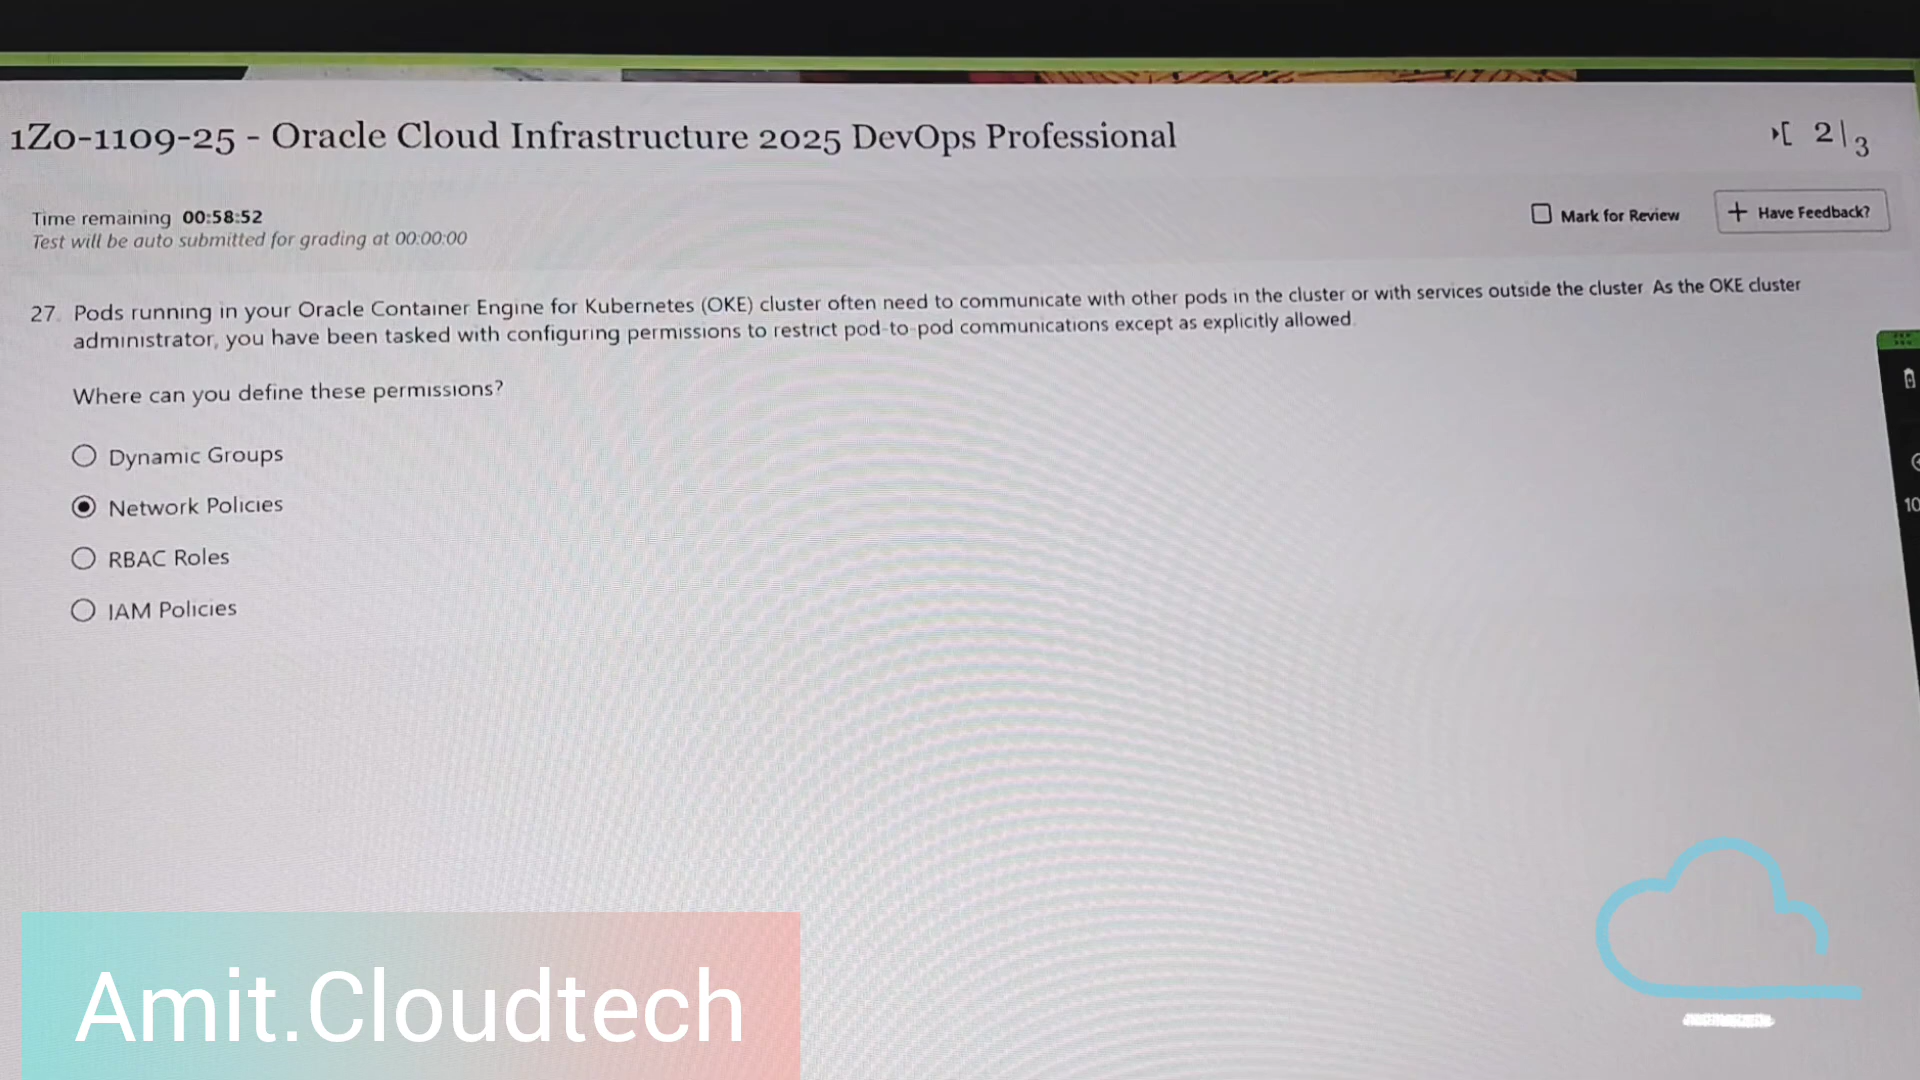 1Z0-1109-25 - Oracle Cloud Infrastructure 2025 DevOps Professional
2|3
Time remaining 00:58:52
Test will be auto submitted for grading at 00:00:00
Mark for Review
+ Have Feedback?
27. Pods running in your Oracle Container Engine for Kubernetes (OKE) cluster often need to communicate with other pods in the cluster or with services outside the cluster. As the OKE cluster
administrator, you have been tasked with configuring permissions to restrict pod-to-pod communications except as explicitly allowed.
Where can you define these permissions?
Dynamic Groups
Network Policies
RBAC Roles
IAM Policies
10
Amit.Cloudtech